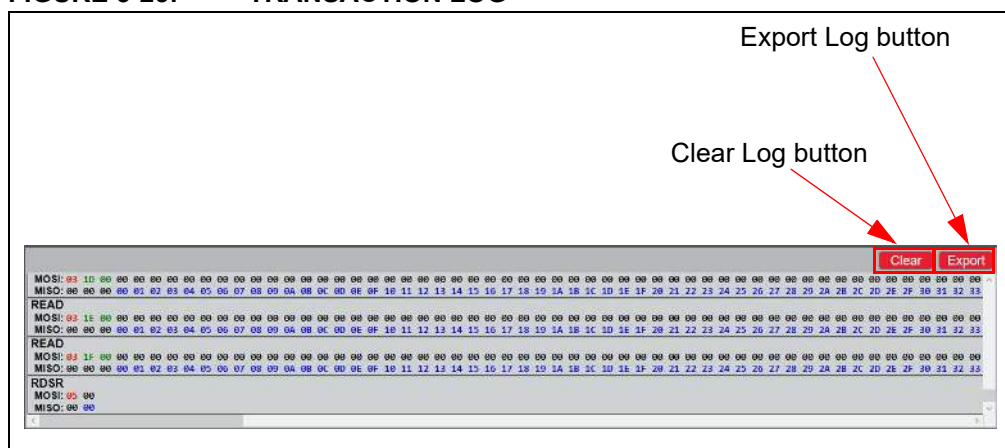 FIGURE TRANSACTION LOG
Export Log button
Clear Log button
Clear Export
MOSI: 03 1D 00 00 00 00 00 00 00 00 00 00 00 00 00 00 00 00 00 00 00 00 00 00 00 00 00 00 00 00 00 00 00 00 00 00 00 00 00 00 00 00 00 00 00 00 00 00 00 00 00 00 00 00 00
MISO: 00 00 00 00 01 02 03 04 05 06 07 08 09 0A 0B 0C 0D 0E 0F 10 11 12 13 14 15 16 17 18 19 1A 1B 1C 1D 1E 1F 20 21 22 23 24 25 26 27 28 29 2A 2B 2C 2D 2E 2F 30 31 32 33
READ
MOSI: 03 1E 00 00 00 00 00 00 00 00 00 00 00 00 00 00 00 00 00 00 00 00 00 00 00 00 00 00 00 00 00 00 00 00 00 00 00 00 00 00 00 00 00 00 00 00 00 00 00 00 00 00 00 00 00
MISO: 00 00 00 00 01 02 03 04 05 06 07 08 09 0A 0B 0C 0D 0E 0F 10 11 12 13 14 15 16 17 18 19 1A 1B 1C 1D 1E 1F 20 21 22 23 24 25 26 27 28 29 2A 2B 2C 2D 2E 2F 30 31 32 33
READ
MOSI: 03 1F 00 00 00 00 00 00 00 00 00 00 00 00 00 00 00 00 00 00 00 00 00 00 00 00 00 00 00 00 00 00 00 00 00 00 00 00 00 00 00 00 00 00 00 00 00 00 00 00 00 00 00 00 00
MISO: 00 00 00 00 01 02 03 04 05 06 07 08 09 0A 0B 0C 0D 0E 0F 10 11 12 13 14 15 16 17 18 19 1A 1B 1C 1D 1E 1F 20 21 22 23 24 25 26 27 28 29 2A 2B 2C 2D 2E 2F 30 31 32 33
RDSR
MOSI: 05 00
MISO: 00 00